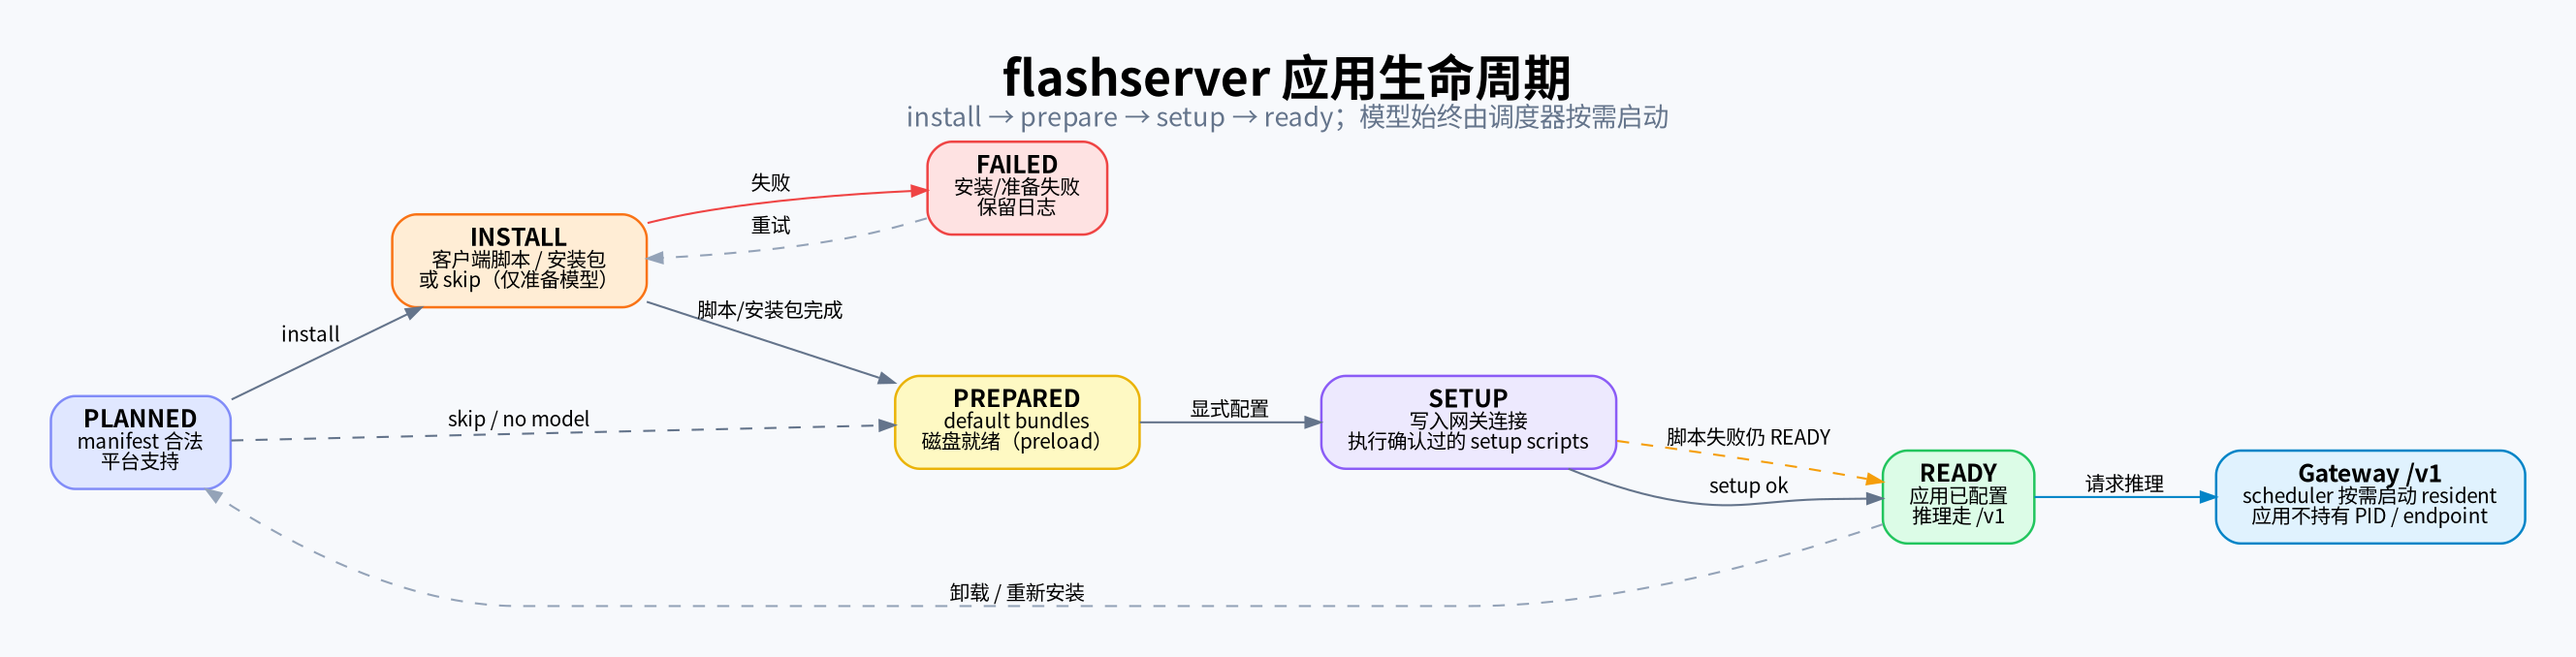 flashserver 应用生命周期
install → prepare → setup → ready；模型始终由调度器按需启动
FAILED
安装/准备失败
保留日志
失败
重试
INSTALL
客户端脚本 / 安装包
或 skip（仅准备模型）
install
脚本/安装包完成
PLANNED
manifest 合法
平台支持
skip / no model
PREPARED
default bundles
磁盘就绪（preload）
显式配置
SETUP
写入网关连接
执行确认过的 setup scripts
脚本失败仍 READY
setup ok
READY
应用已配置
推理走 /v1
请求推理
Gateway /v1
scheduler 按需启动 resident
应用不持有 PID / endpoint
卸载 / 重新安装